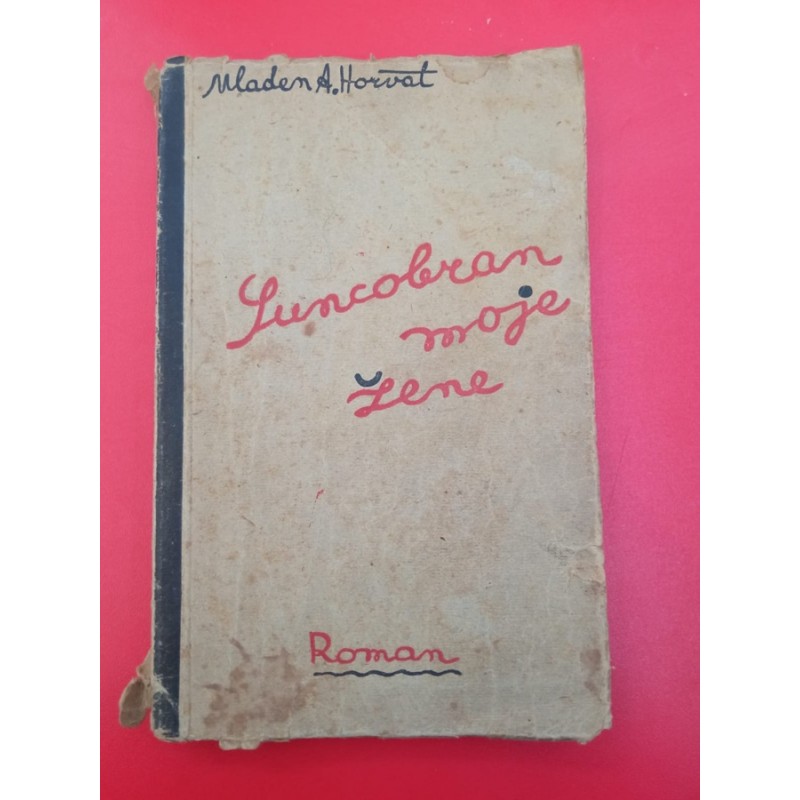 Mladen A. Horvat
Suncobran
moje
žene
Roman